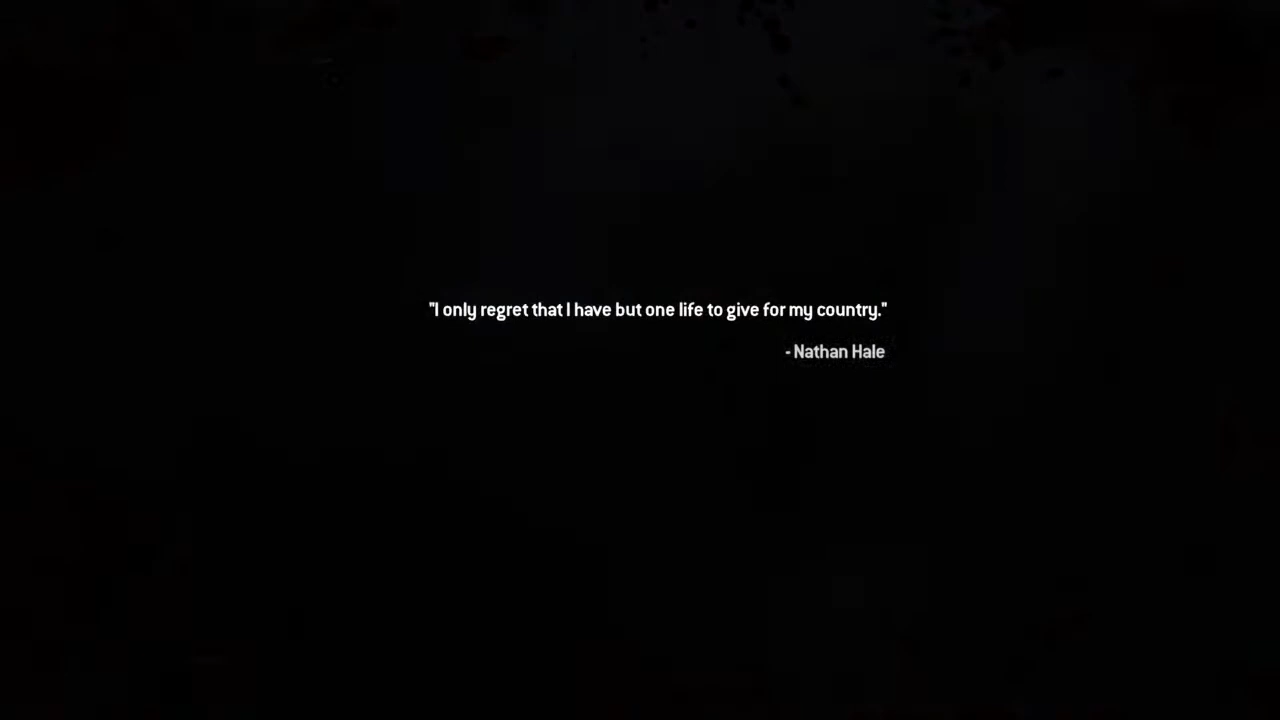 "I only regret that I have but one life to give for my country."
- Nathan Hale